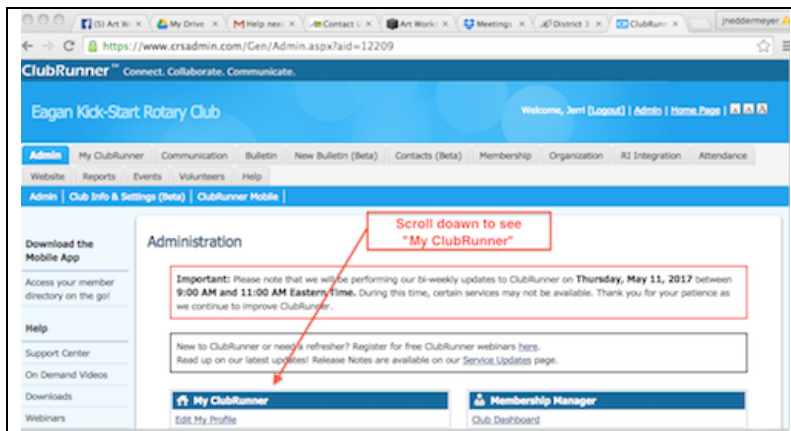 (5) Art W
My Drive
Help nee
Contact L
Art Works
Meetings
District
ClubRunn
jneddermeyer
https://www.crsadmin.com/Gen/Admin.aspx?aid=12209
ClubRunner™ Connect. Collaborate. Communicate.
Eagan Kick-Start Rotary Club
Welcome, Jerri [Logout] | Admin | Home Page | A A A
Admin My ClubRunner Communication Bulletin New Bulletin (Beta) Contacts (Beta) Membership Organization RI Integration Attendance
Website Reports Events Volunteers Help
Admin | Club Info & Settings (Beta) | ClubRunner Mobile |
Scroll doawn to see
"My ClubRunner"
Download the
Mobile App
Access your member
directory on the go!
Help
Support Center
On Demand Videos
Downloads
Webinars
Administration
Important: Please note that we will be performing our bi-weekly updates to ClubRunner on Thursday, May 11, 2017 between
9:00 AM and 11:00 AM Eastern Time. During this time, certain services may not be available. Thank you for your patience as
we continue to improve ClubRunner.
New to ClubRunner or need a refresher? Register for free ClubRunner webinars here.
Read up on our latest updates! Release Notes are available on our Service Updates page.
My ClubRunner
Edit My Profile
Membership Manager
Club Dashboard